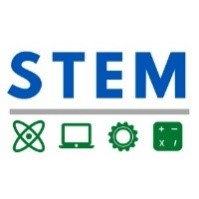 STEM
+ −
× /